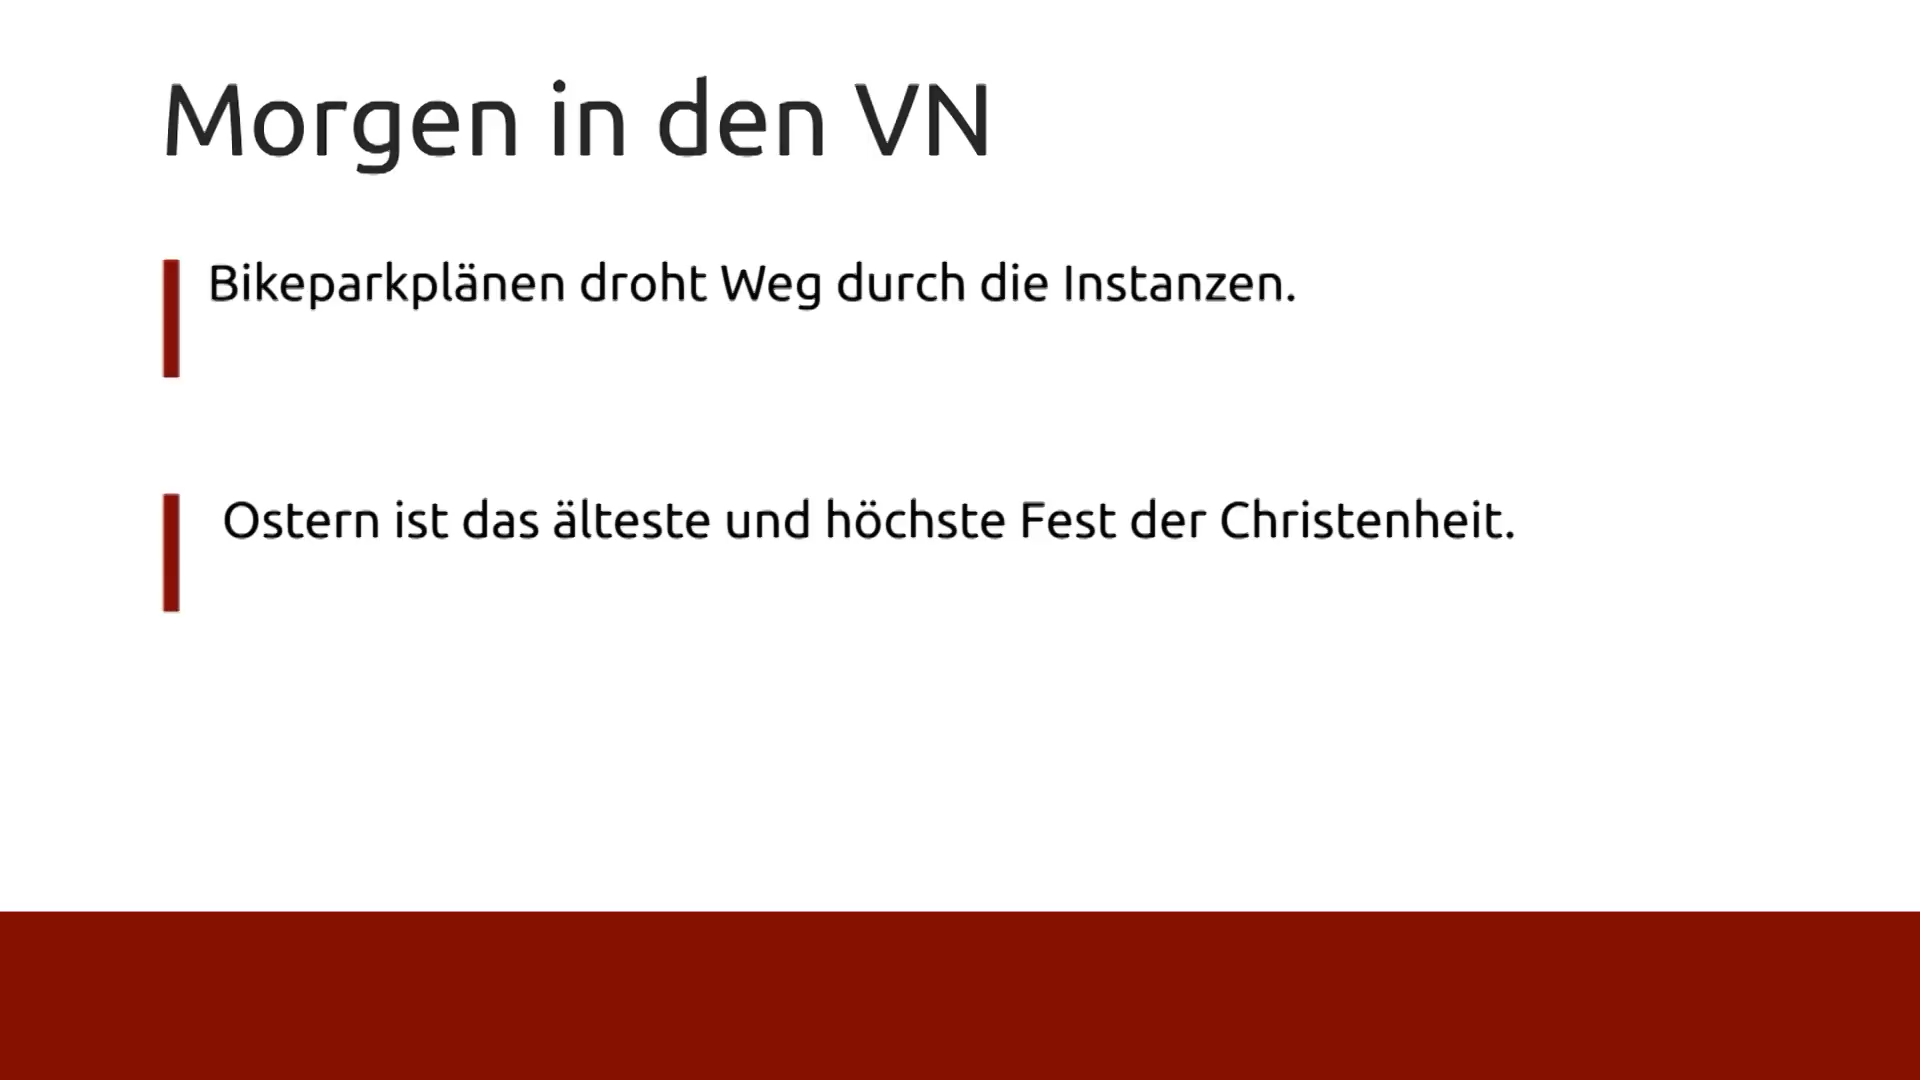 Morgen in den VN
Bikeparkplänen droht Weg durch die Instanzen.
Ostern ist das älteste und höchste Fest der Christenheit.